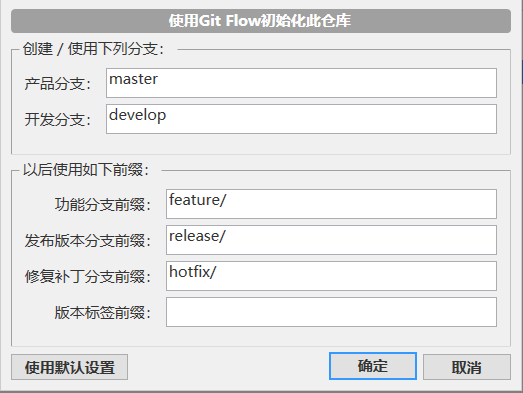 使用Git Flow初始化此仓库
创建 / 使用下列分支：
产品分支： master
开发分支： develop
以后使用如下前缀：
功能分支前缀： feature/
发布版本分支前缀： release/
修复补丁分支前缀： hotfix/
版本标签前缀：
使用默认设置 确定 取消